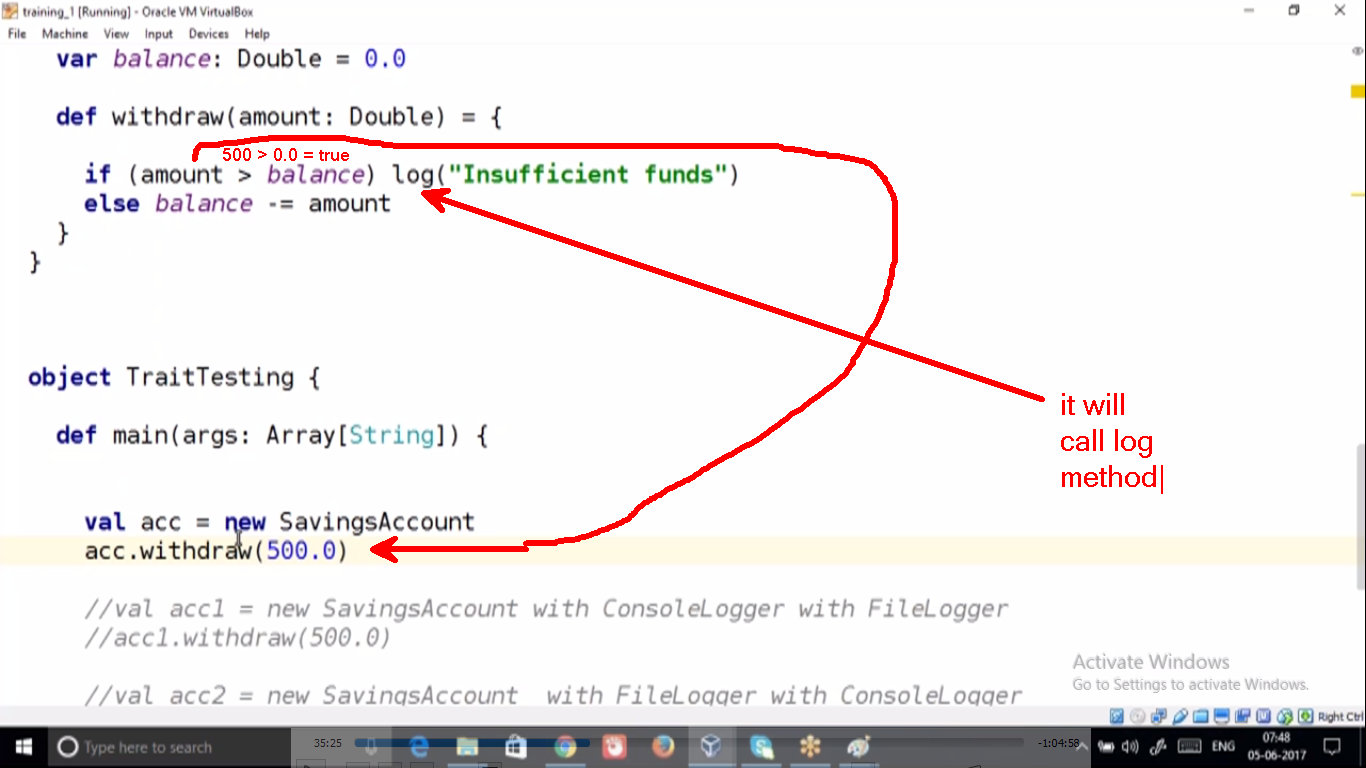 training_1 [Running] - Oracle VM VirtualBox
File Machine View Input Devices Help
var balance: Double = 0.0
def withdraw(amount: Double) = {
500 > 0.0 = true
if (amount > balance) log("Insufficient funds")
else balance -= amount
}
}
object TraitTesting {
def main(args: Array[String]) {
it will
call log
method
val acc = new SavingsAccount
acc.withdraw(500.0)
//val acc1 = new SavingsAccount with ConsoleLogger with FileLogger
//acc1.withdraw(500.0)
//val acc2 = new SavingsAccount with FileLogger with ConsoleLogger
Activate Windows
Go to Settings to activate Windows.
Right Ctrl
Type here to search
35:25
-1:04:58
ENG
07:48
05-06-2017